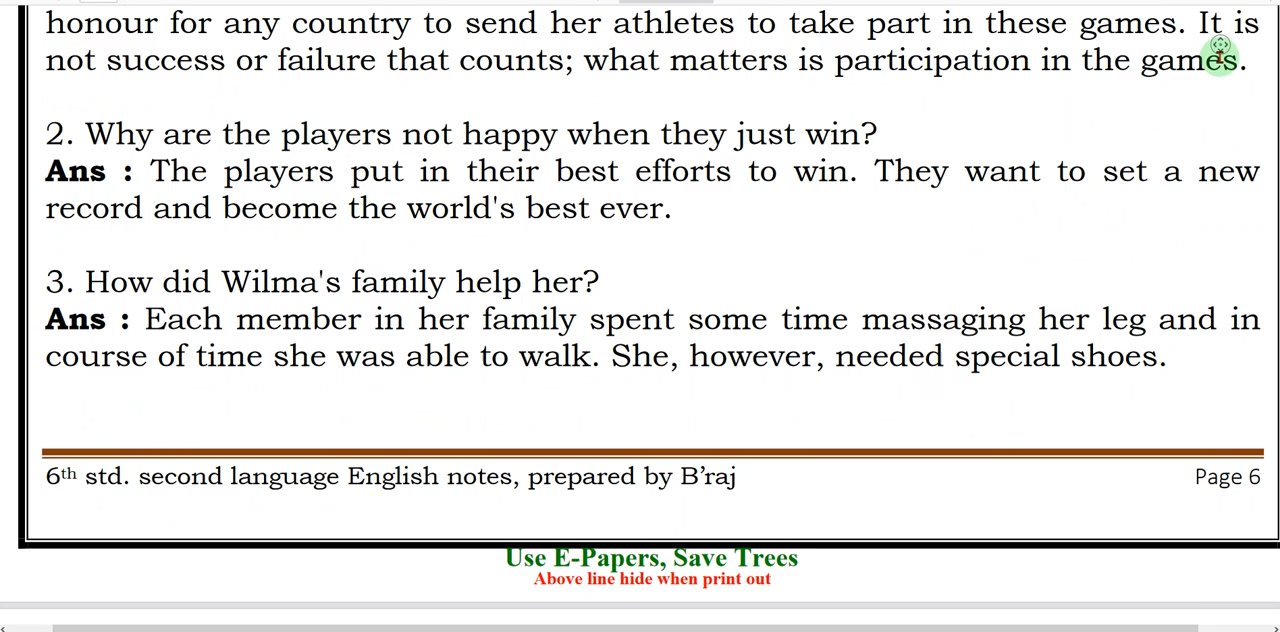 honour for any country to send her athletes to take part in these games. It is
not success or failure that counts; what matters is participation in the games.
2. Why are the players not happy when they just win?
Ans : The players put in their best efforts to win. They want to set a new
record and become the world's best ever.
3. How did Wilma's family help her?
Ans : Each member in her family spent some time massaging her leg and in
course of time she was able to walk. She, however, needed special shoes.
6th std. second language English notes, prepared by B’raj Page 6
Use E-Papers, Save Trees
Above line hide when print out